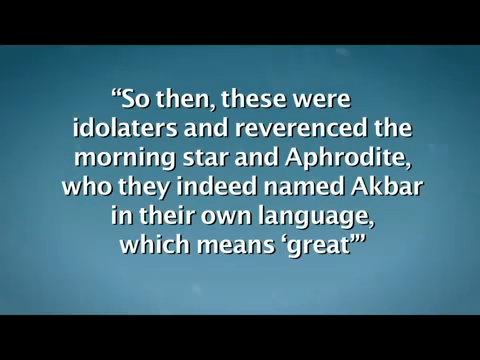 “So then, these were
idolaters and reverenced the
morning star and Aphrodite,
who they indeed named Akbar
in their own language,
which means ‘great’”